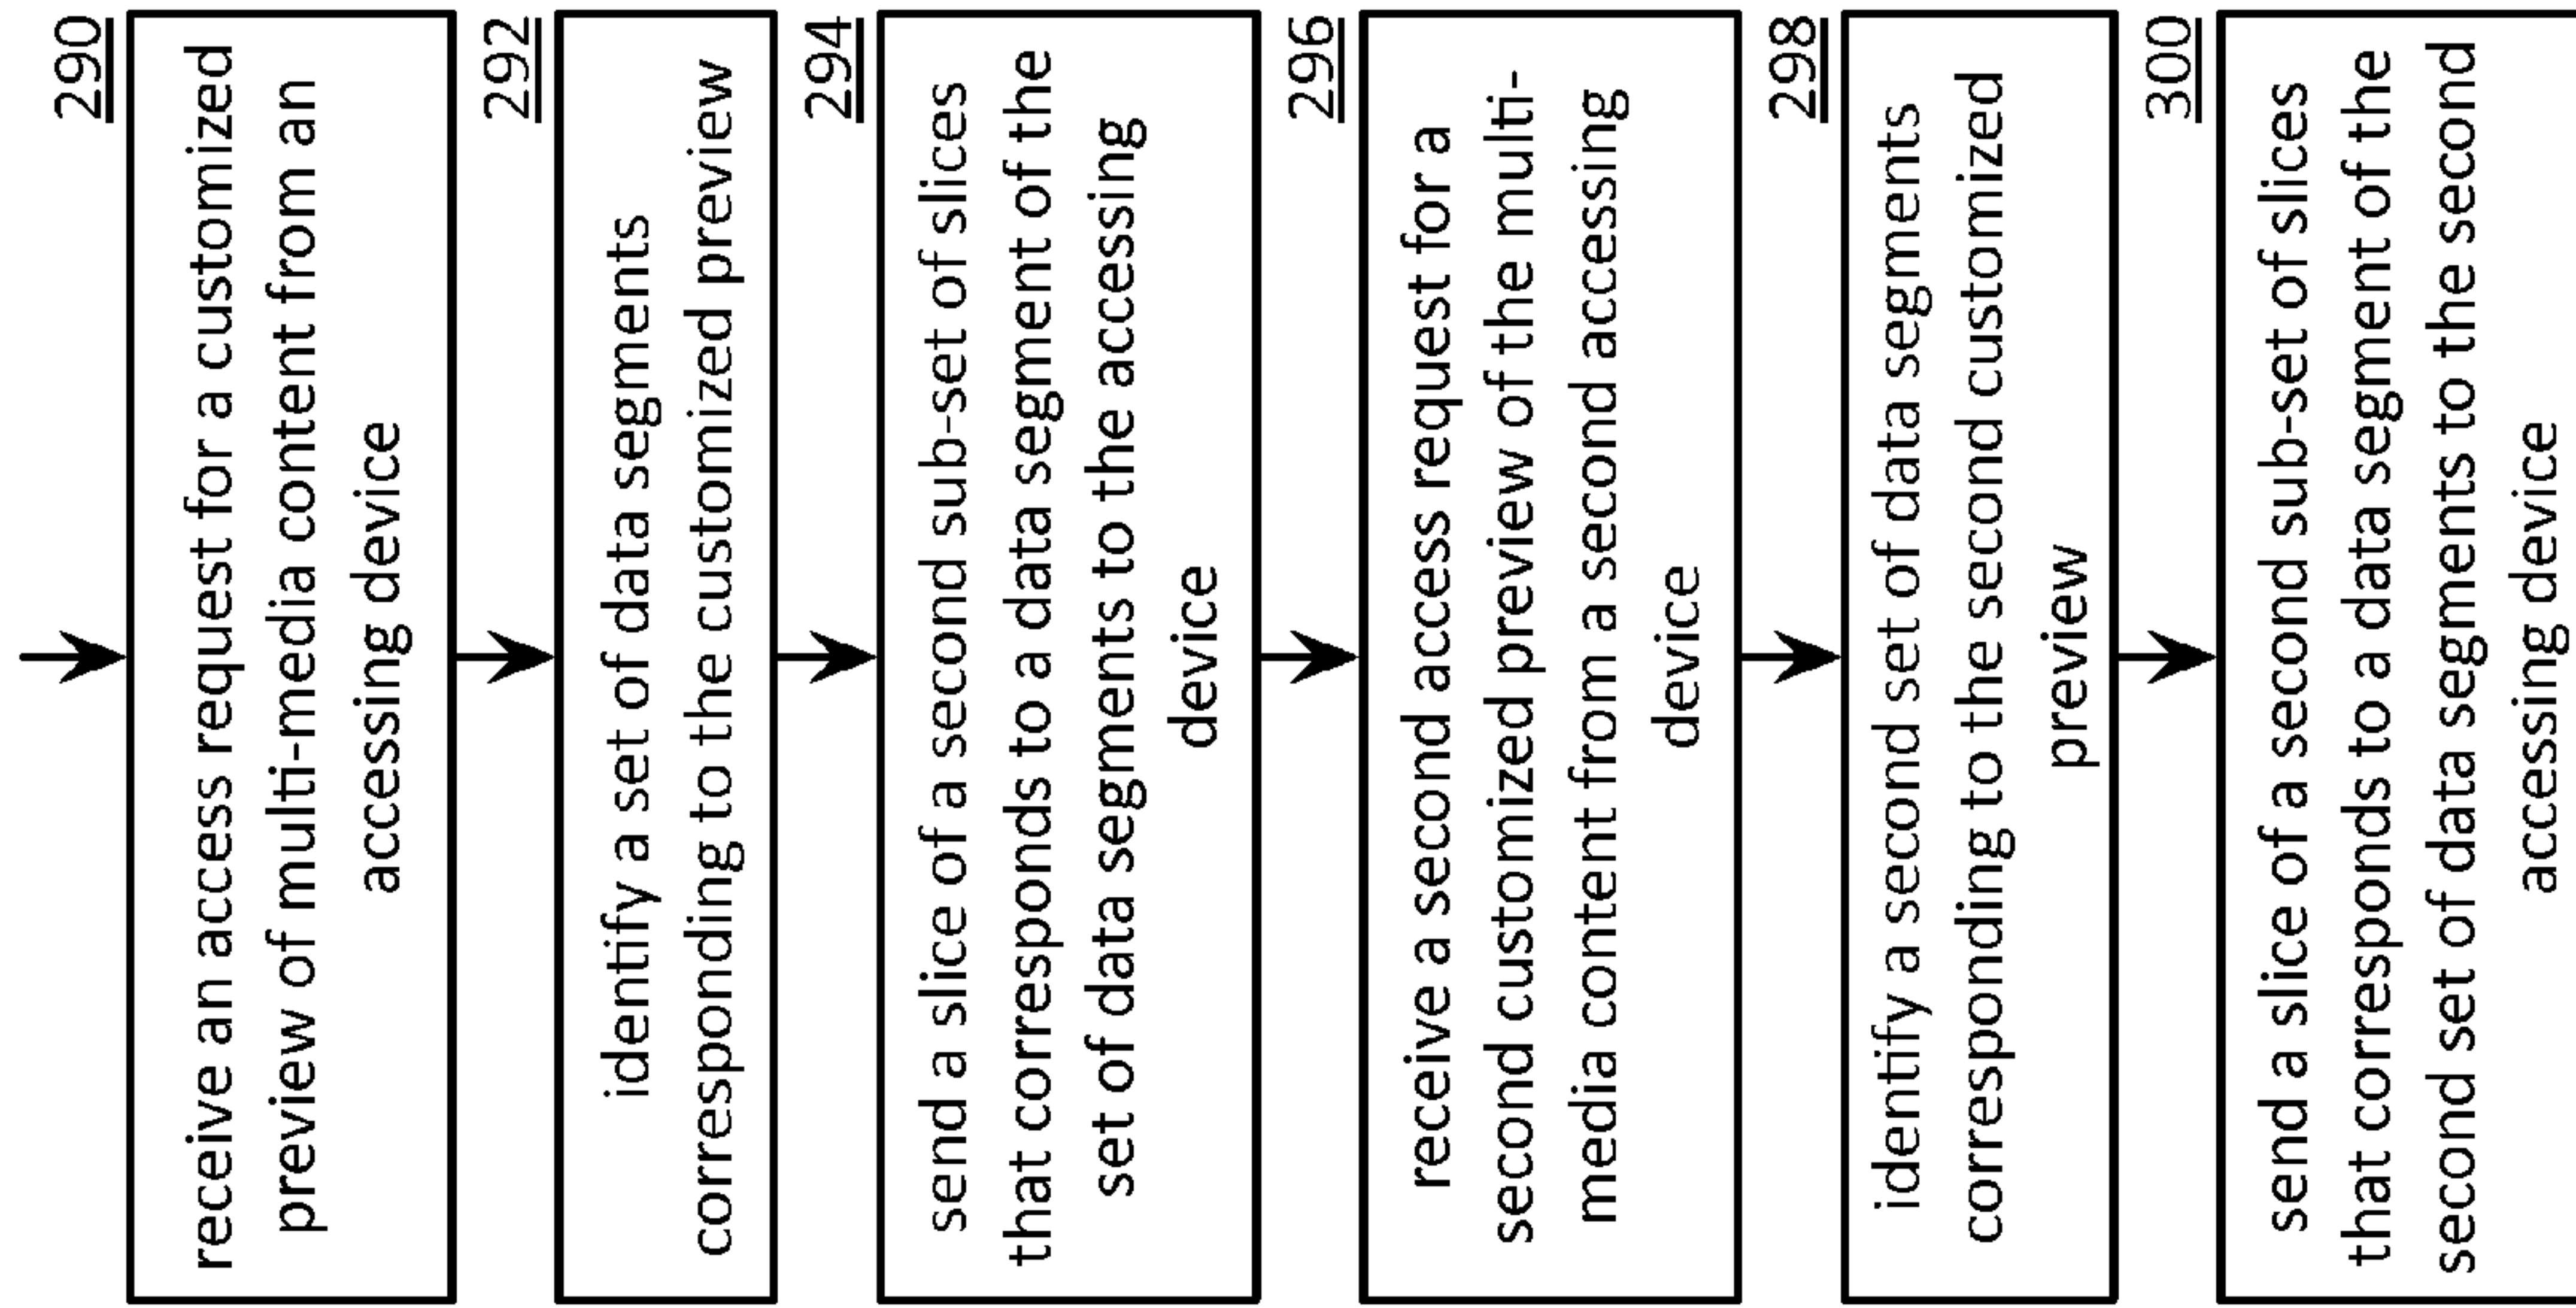 290
receive an access request for a customized
preview of multi-media content from an
accessing device
292
identify a set of data segments
corresponding to the customized preview
294
send a slice of a second sub-set of slices
that corresponds to a data segment of the
set of data segments to the accessing
device
296
receive a second access request for a
second customized preview of the multi-
media content from a second accessing
device
298
identify a second set of data segments
corresponding to the second customized
preview
300
send a slice of a second sub-set of slices
that corresponds to a data segment of the
second set of data segments to the second
accessing device